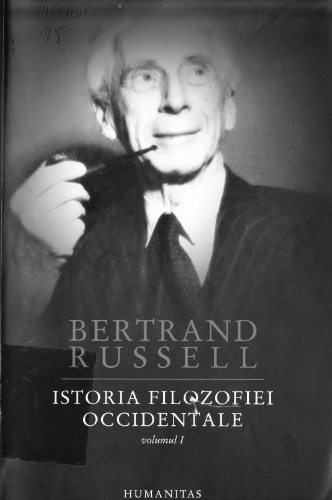 BERTRAND
RUSSELL
ISTORIA FILOZOFIEI
OCCIDENTALE
volumul I
HUMANITAS